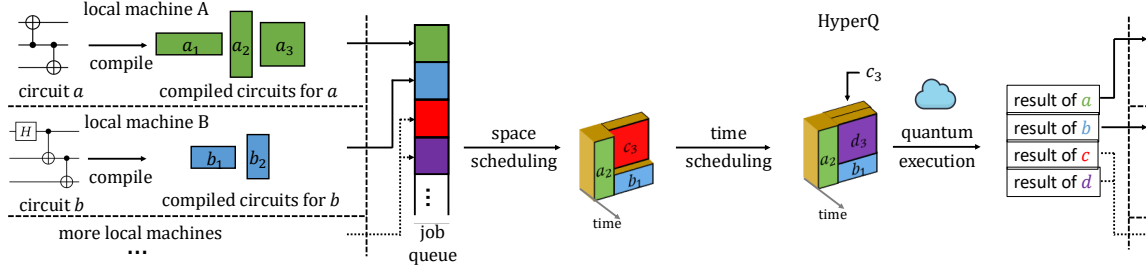 local machine A
compile
a₁
a₂
a₃
circuit a
compiled circuits for a
local machine B
H
compile
b₁
b₂
circuit b
compiled circuits for b
more local machines
...
job
queue
space
scheduling
a₂
c₃
b₁
time
time
scheduling
HyperQ
c₃
a₂
d₃
b₁
time
quantum
execution
result of a
result of b
result of c
result of d